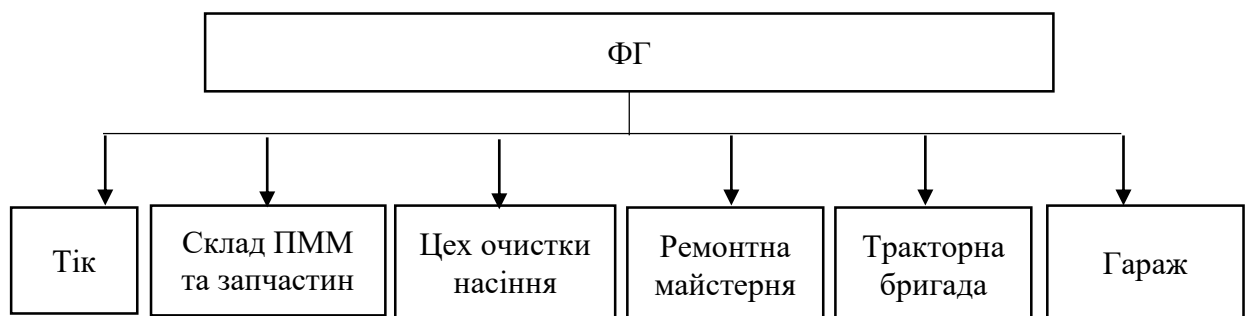 ФГ
Тік
Склад ПММ
та запчастин
Цех очистки
насіння
Ремонтна
майстерня
Тракторна
бригада
Гараж